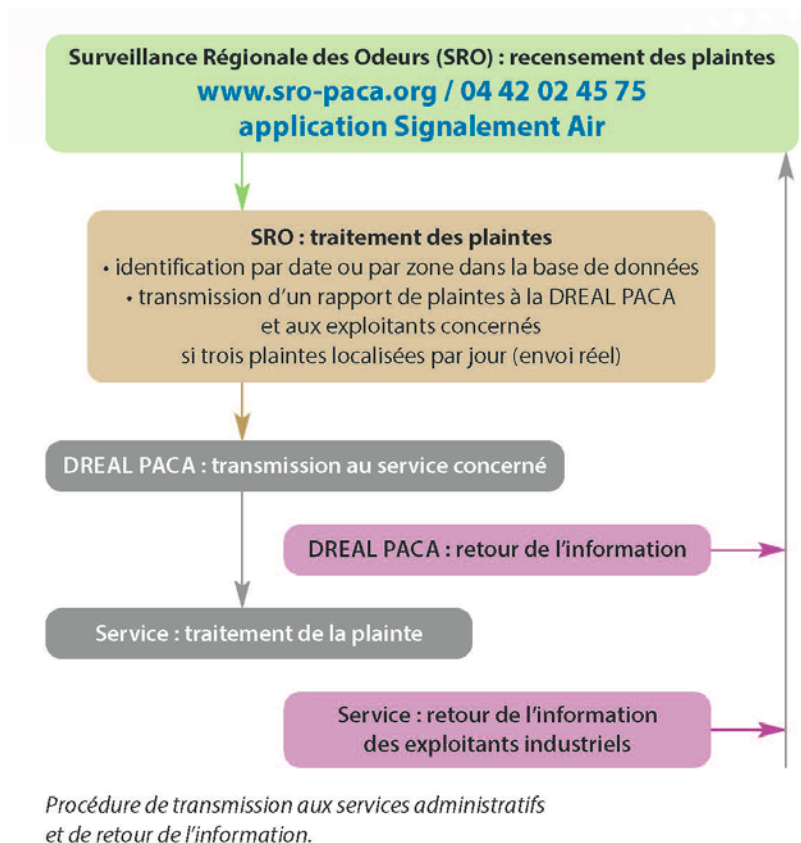 Surveillance Régionale des Odeurs (SRO) : recensement des plaintes
www.sro-paca.org / 04 42 02 45 75
application Signalement Air
SRO : traitement des plaintes
• identification par date ou par zone dans la base de données
• transmission d'un rapport de plaintes à la DREAL PACA
et aux exploitants concernés
si trois plaintes localisées par jour (envoi réel)
DREAL PACA : transmission au service concerné
DREAL PACA : retour de l'information
Service : traitement de la plainte
Service : retour de l'information
des exploitants industriels
Procédure de transmission aux services administratifs
et de retour de l'information.